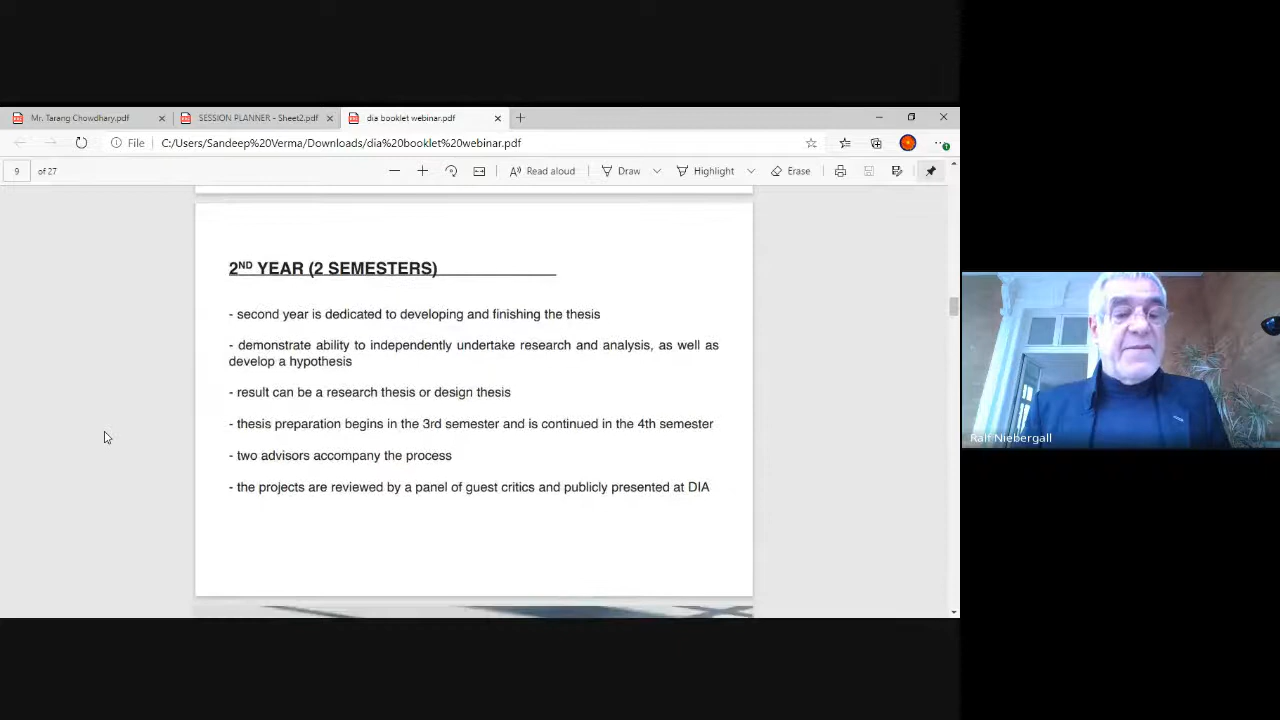 Mr. Tarang Chowdhary.pdf
SESSION PLANNER - Sheet2.pdf
dia booklet webinar.pdf
File
C:/Users/Sandeep%20Verma/Downloads/dia%20booklet%20webinar.pdf
9 of 27
Read aloud
Draw
Highlight
Erase
2ND YEAR (2 SEMESTERS)
- second year is dedicated to developing and finishing the thesis
- demonstrate ability to independently undertake research and analysis, as well as
develop a hypothesis
- result can be a research thesis or design thesis
- thesis preparation begins in the 3rd semester and is continued in the 4th semester
- two advisors accompany the process
- the projects are reviewed by a panel of guest critics and publicly presented at DIA
Ralf Niebergall